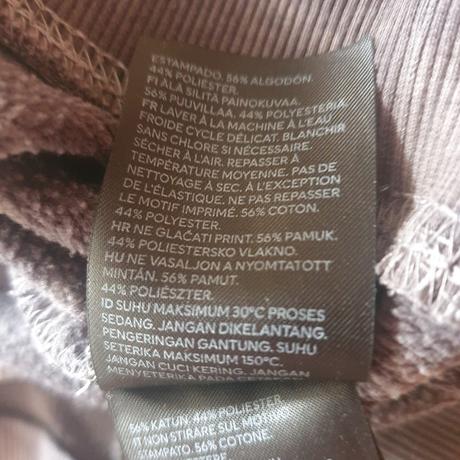 ESTAMPADO. 56% ALGODÓN.
44% POLIÉSTER.
FI ÄLÄ SILITÄ PAINOKUVAA.
56% PUUVILLAA. 44% POLYESTERIA.
FR LAVER À LA MACHINE À L'EAU
FROIDE CYCLE DÉLICAT. BLANCHIR
SANS CHLORE SI NÉCESSAIRE.
SÉCHER À L'AIR. REPASSER À
TEMPÉRATURE MOYENNE. PAS DE
NETTOYAGE À SEC. À L'EXCEPTION
DE L'ÉLASTIQUE. NE PAS REPASSER
LE MOTIF IMPRIMÉ. 56% COTON.
44% POLYESTER.
HR NE GLAČATI PRINT. 56% PAMUK.
44% POLIESTERSKO VLAKNO.
HU NE VASALJON A NYOMTATOTT
MINTÁN. 56% PAMUT.
44% POLIÉSZTER.
ID SUHU MAKSIMUM 30°C PROSES
SEDANG. JANGAN DIKELANTANG.
PENGERINGAN GANTUNG. SUHU
SETERIKA MAKSIMUM 150°C.
JANGAN CUCI KERING. JANGAN
MENYETERIKA PADA
56% KATUN. 44% POLIESTER
IT NON STIRARE SUL MOTIVO
STAMPATO. 56% COTONE.